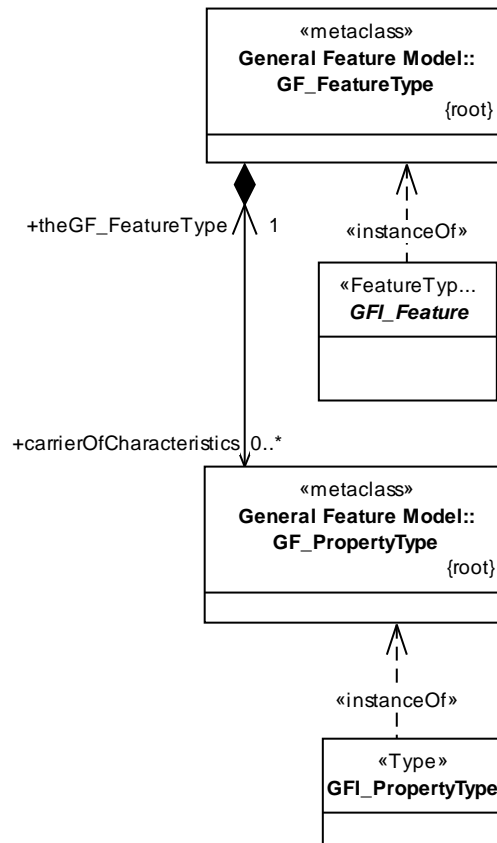 «metaclass»
General Feature Model::
GF_FeatureType
{root}
+theGF_FeatureType 1
«instanceOf»
«FeatureTyp...
GFI_Feature
+carrierOfCharacteristics 0..*
«metaclass»
General Feature Model::
GF_PropertyType
{root}
«instanceOf»
«Type»
GFI_PropertyType